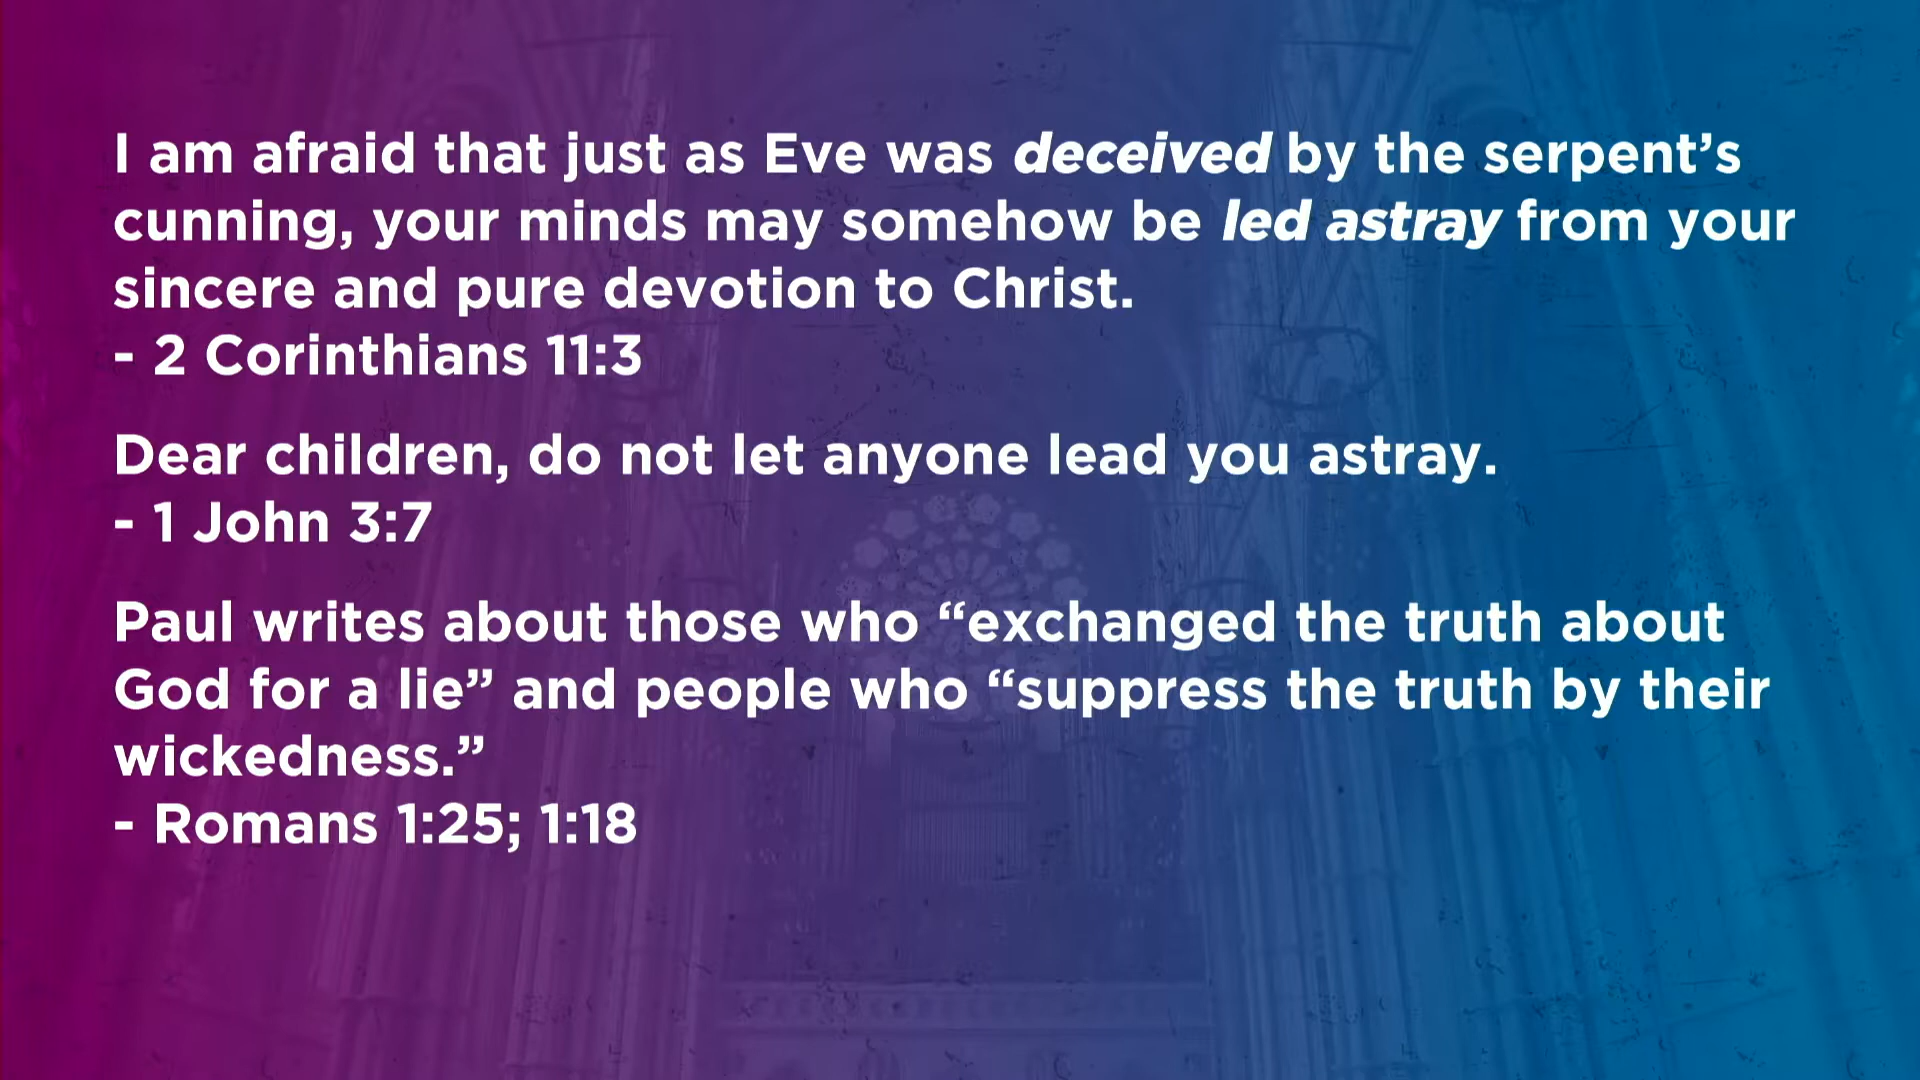 I am afraid that just as Eve was deceived by the serpent’s
cunning, your minds may somehow be led astray from your
sincere and pure devotion to Christ.
- 2 Corinthians 11:3
Dear children, do not let anyone lead you astray.
- 1 John 3:7
Paul writes about those who “exchanged the truth about
God for a lie” and people who “suppress the truth by their
wickedness.”
- Romans 1:25; 1:18